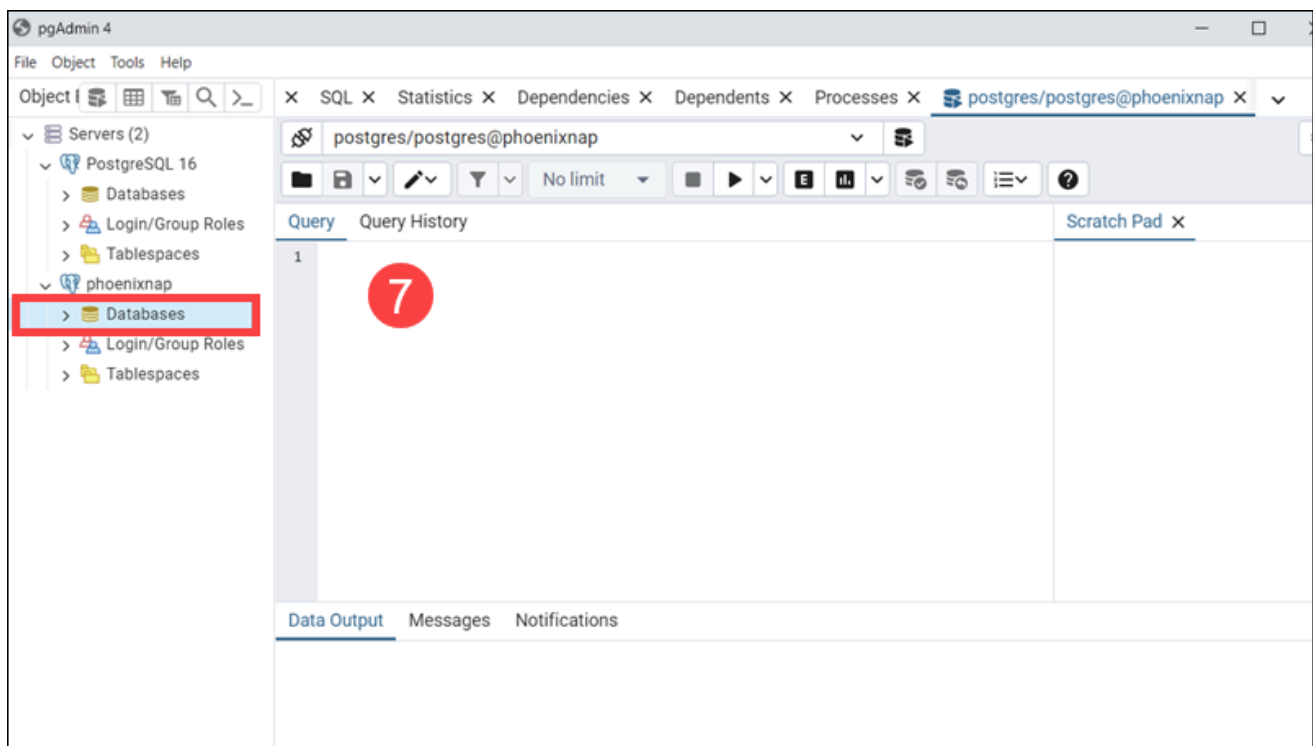 pgAdmin 4
File Object Tools Help
Object
SQL Statistics Dependencies Dependents Processes postgres/postgres@phoenixnap
Servers (2)
PostgreSQL 16
Databases
Login/Group Roles
Tablespaces
phoenixnap
Databases
Login/Group Roles
Tablespaces
postgres/postgres@phoenixnap
No limit
E
Query Query History
Scratch Pad
1
7
Data Output Messages Notifications